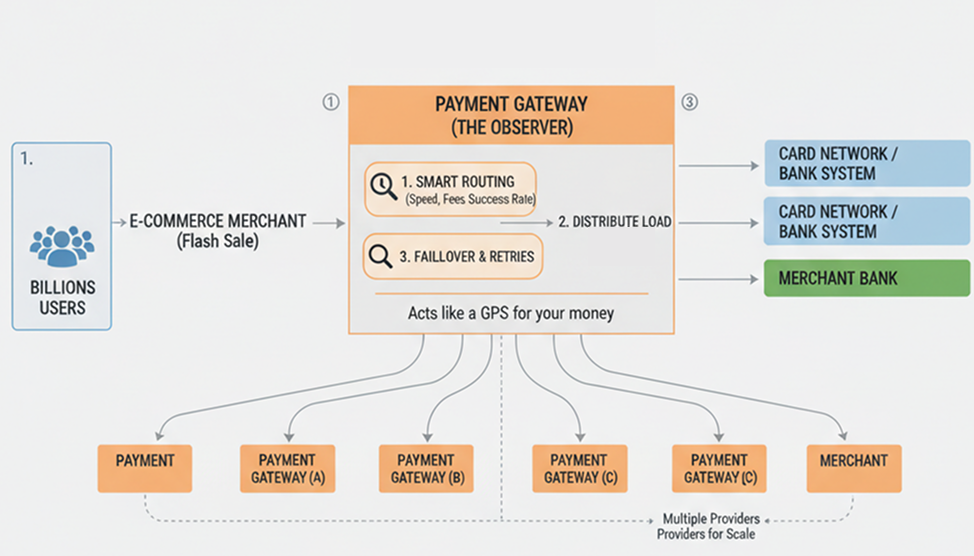 1.
BILLIONS
USERS
E-COMMERCE MERCHANT
(Flash Sale)
①
PAYMENT GATEWAY
(THE OBSERVER)
③
1. SMART ROUTING
(Speed, Fees Success Rate)
2. DISTRIBUTE LOAD
3. FAILLOVER & RETRIES
Acts like a GPS for your money
CARD NETWORK /
BANK SYSTEM
CARD NETWORK /
BANK SYSTEM
MERCHANT BANK
PAYMENT
PAYMENT
GATEWAY (A)
PAYMENT
GATEWAY (B)
PAYMENT
GATEWAY (C)
PAYMENT
GATEWAY [C)
MERCHANT
Multiple Providers
Providers for Scale